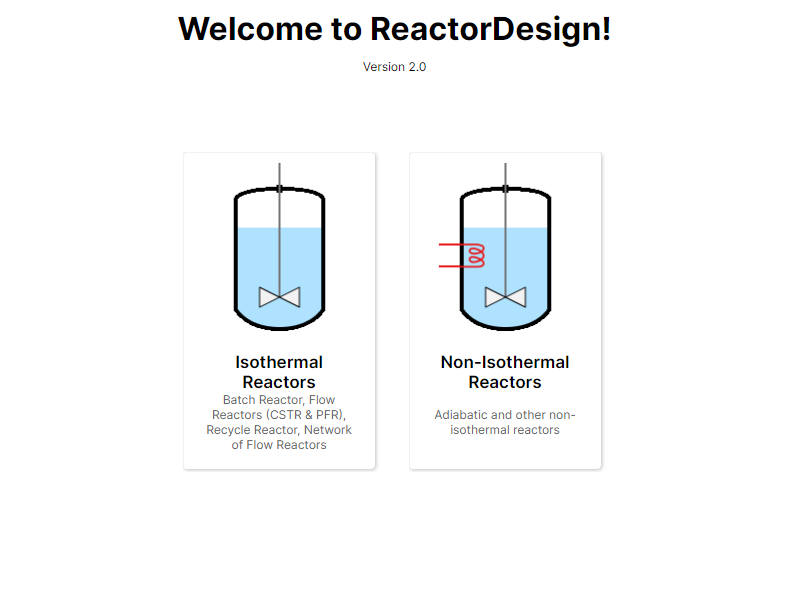 Welcome to ReactorDesign!
Version 2.0
Isothermal
Reactors
Batch Reactor, Flow
Reactors (CSTR & PFR),
Recycle Reactor, Network
of Flow Reactors
Non-Isothermal
Reactors
Adiabatic and other non-
isothermal reactors